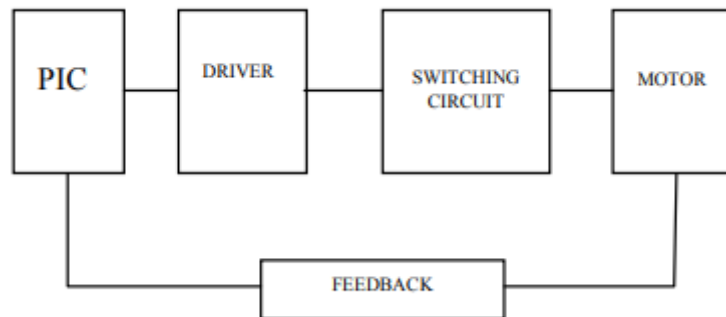 PIC
DRIVER
SWITCHING
CIRCUIT
MOTOR
FEEDBACK